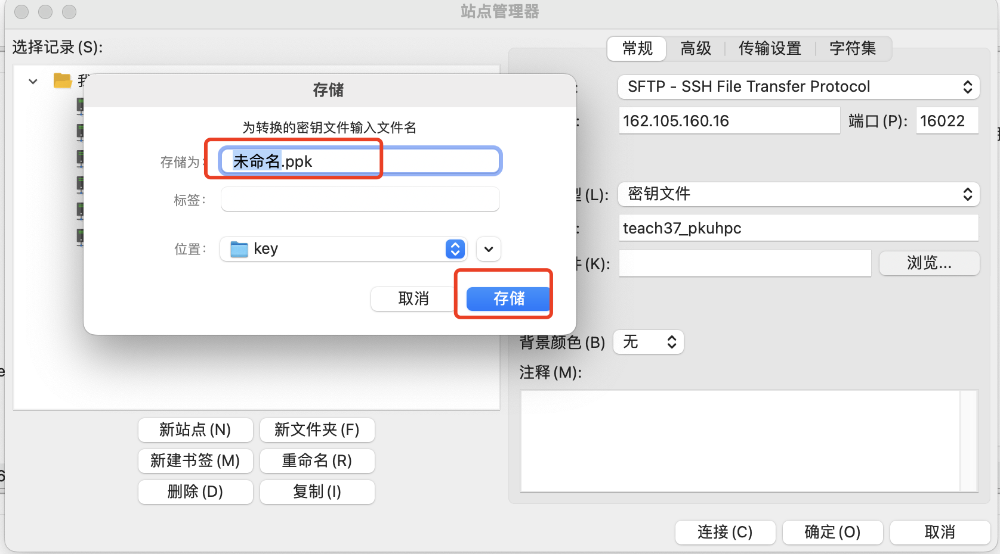 站点管理器
选择记录(S):
常规 高级 传输设置 字符集
存储
SFTP - SSH File Transfer Protocol
为转换的密钥文件输入文件名
162.105.160.16 端口(P): 16022
存储为: 未命名.ppk
标签:
型(L): 密钥文件
teach37_pkuhpc
位置: key
件(K): 浏览...
取消 存储
背景颜色(B) 无
注释(M):
新站点(N) 新文件夹(F)
新建书签(M) 重命名(R)
删除(D) 复制(I)
连接(C) 确定(O) 取消